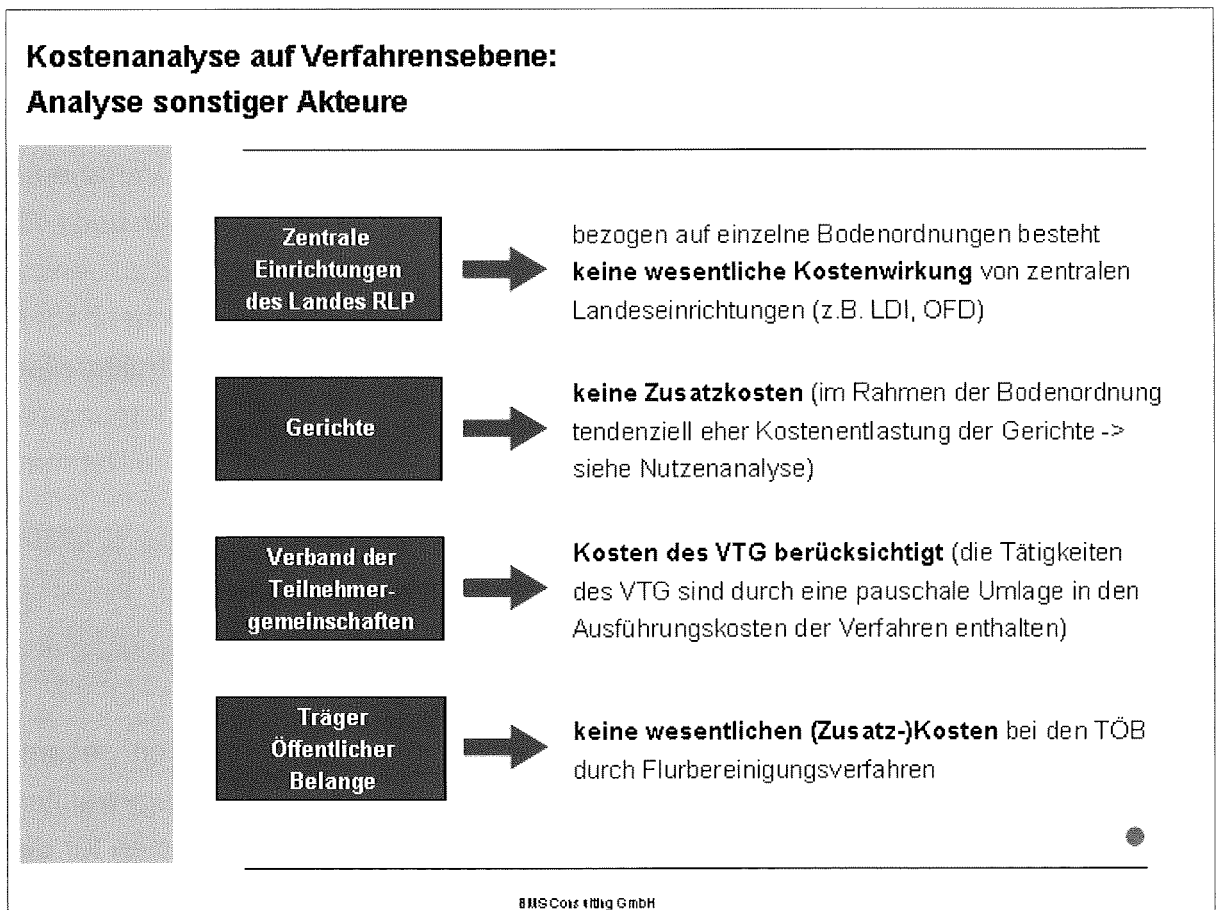 Kostenanalyse auf Verfahrensebene:
Analyse sonstiger Akteure
Zentrale
Einrichtungen
des Landes RLP
bezogen auf einzelne Bodenordnungen besteht
keine wesentliche Kostenwirkung von zentralen
Landeseinrichtungen (z.B. LDI, OFD)
Gerichte
keine Zusatzkosten (im Rahmen der Bodenordnung
tendenziell eher Kostenentlastung der Gerichte ->
siehe Nutzenanalyse)
Verband der
Teilnehmer-
gemeinschaften
Kosten des VTG berücksichtigt (die Tätigkeiten
des VTG sind durch eine pauschale Umlage in den
Ausführungskosten der Verfahren enthalten)
Träger
Öffentlicher
Belange
keine wesentlichen (Zusatz-)Kosten bei den TÖB
durch Flurbereinigungsverfahren
BMS Consulting GmbH